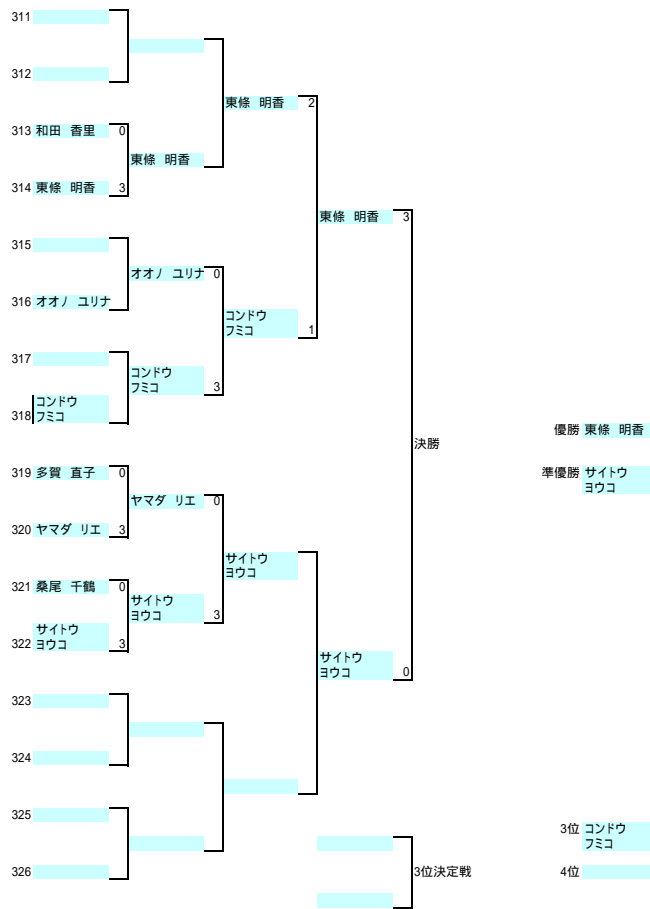 311
312
東條 明香 2
313 和田 香里 0
東條 明香
314 東條 明香 3
東條 明香 3
315
オオノ ユリナ 0
316 オオノ ユリナ
コンドウ
フミコ 1
317
コンドウ
フミコ 3
318 コンドウ
フミコ
優勝 東條 明香
決勝
319 多賀 直子 0
準優勝 サイトウ
ヨウコ
ヤマダ リエ 0
320 ヤマダ リエ 3
サイトウ
ヨウコ
321 桑尾 千鶴 0
サイトウ
ヨウコ 3
322 サイトウ
ヨウコ 3
サイトウ
ヨウコ 0
323
324
325
3位 コンドウ
フミコ
326
3位決定戦
4位